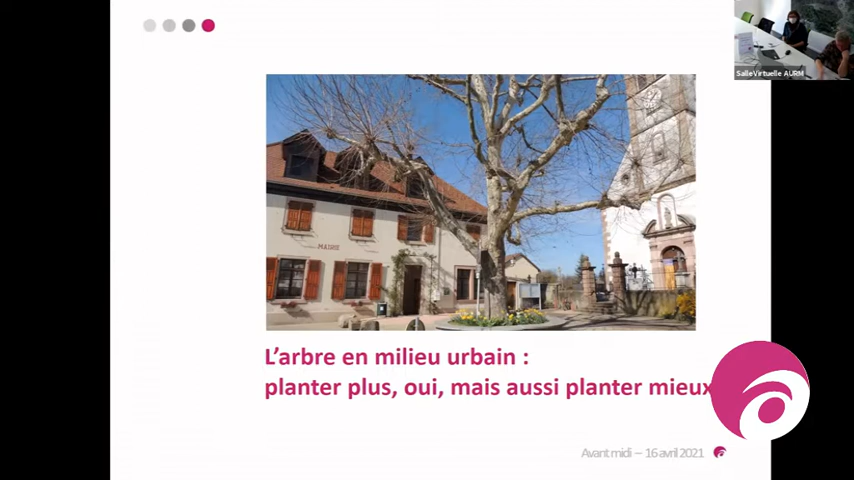 SalleVirtuelle AURM
MAIRIE
L'arbre en milieu urbain :
planter plus, oui, mais aussi planter mieux
Avant midi – 16 avril 2021